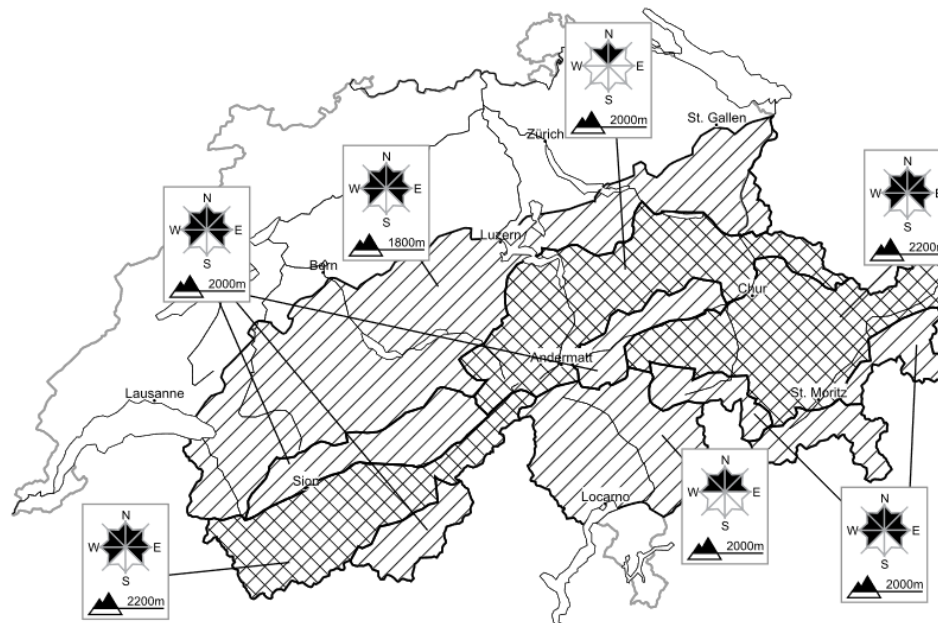 N
W E
S
2000m
St. Gallen
Zürich
N
W E
S
1800m
N
W E
S
2200m
N
W E
S
2000m
Luzern
Bern
Chur
Andermatt
Lausanne
St. Moritz
Sion
Locarno
N
W E
S
2000m
N
W E
S
2000m
N
W E
S
2200m